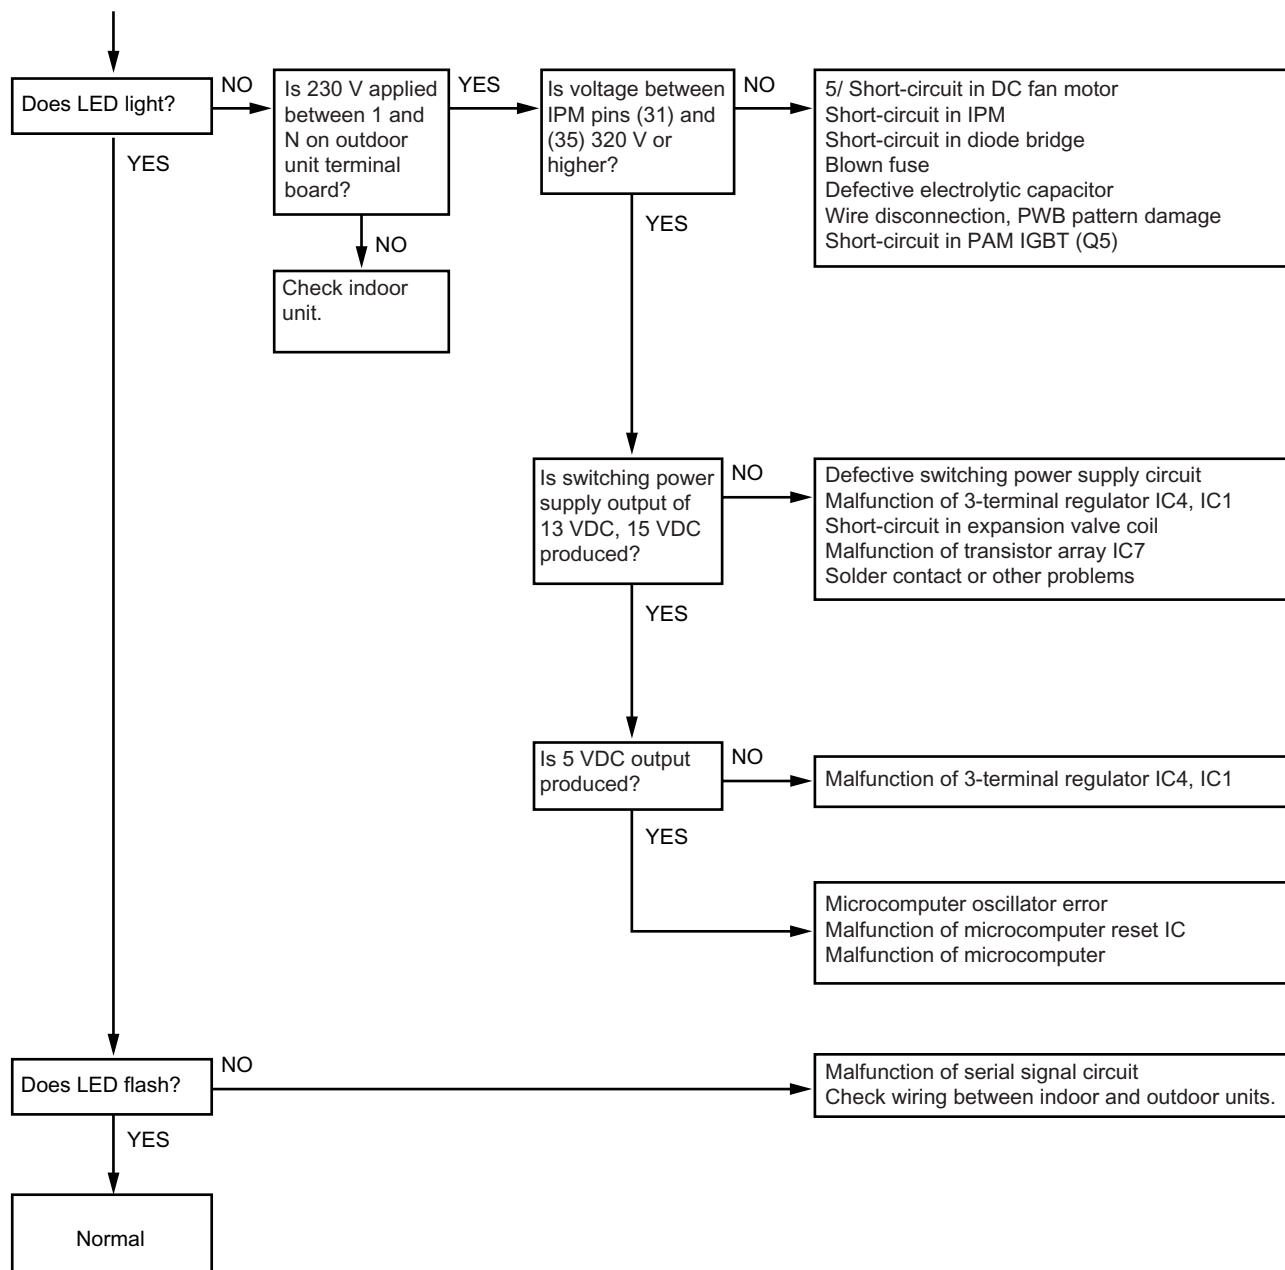 Does LED light?
NO
YES
Is 230 V applied
between 1 and
N on outdoor
unit terminal
board?
YES
NO
Check indoor
unit.
Is voltage between
IPM pins (31) and
(35) 320 V or
higher?
NO
YES
5/ Short-circuit in DC fan motor
Short-circuit in IPM
Short-circuit in diode bridge
Blown fuse
Defective electrolytic capacitor
Wire disconnection, PWB pattern damage
Short-circuit in PAM IGBT (Q5)
Is switching power
supply output of
13 VDC, 15 VDC
produced?
NO
YES
Defective switching power supply circuit
Malfunction of 3-terminal regulator IC4, IC1
Short-circuit in expansion valve coil
Malfunction of transistor array IC7
Solder contact or other problems
Is 5 VDC output
produced?
NO
YES
Malfunction of 3-terminal regulator IC4, IC1
Microcomputer oscillator error
Malfunction of microcomputer reset IC
Malfunction of microcomputer
Does LED flash?
NO
YES
Malfunction of serial signal circuit
Check wiring between indoor and outdoor units.
Normal